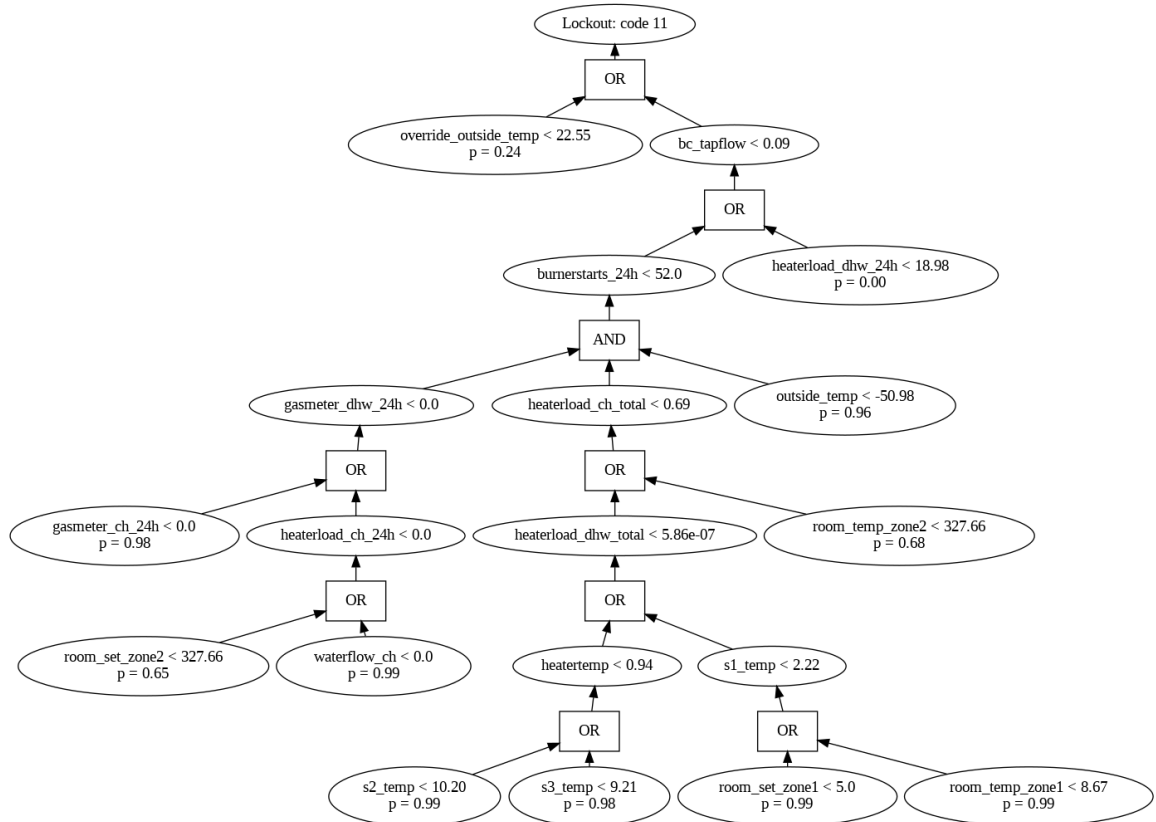 Lockout: code 11
OR
override_outside_temp < 22.55
p = 0.24
bc_tapflow < 0.09
OR
burnerstarts_24h < 52.0
heaterload_dhw_24h < 18.98
p = 0.00
AND
gasmeter_dhw_24h < 0.0
heaterload_ch_total < 0.69
outside_temp < -50.98
p = 0.96
OR
OR
gasmeter_ch_24h < 0.0
p = 0.98
heaterload_ch_24h < 0.0
heaterload_dhw_total < 5.86e-07
room_temp_zone2 < 327.66
p = 0.68
OR
OR
room_set_zone2 < 327.66
p = 0.65
waterflow_ch < 0.0
p = 0.99
heatertemp < 0.94
s1_temp < 2.22
OR
OR
s2_temp < 10.20
p = 0.99
s3_temp < 9.21
p = 0.98
room_set_zone1 < 5.0
p = 0.99
room_temp_zone1 < 8.67
p = 0.99